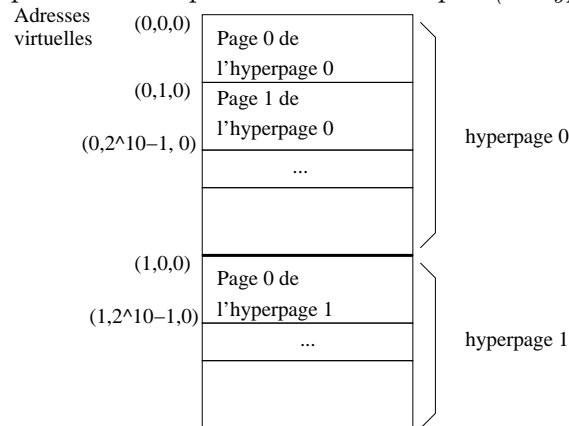 Adresses
virtuelles
(0,0,0)
Page 0 de
l'hyperpage 0
(0,1,0)
Page 1 de
l'hyperpage 0
hyperpage 0
(0,2^10–1, 0)
...
(1,0,0)
Page 0 de
l'hyperpage 1
(1,2^10–1,0)
...
hyperpage 1